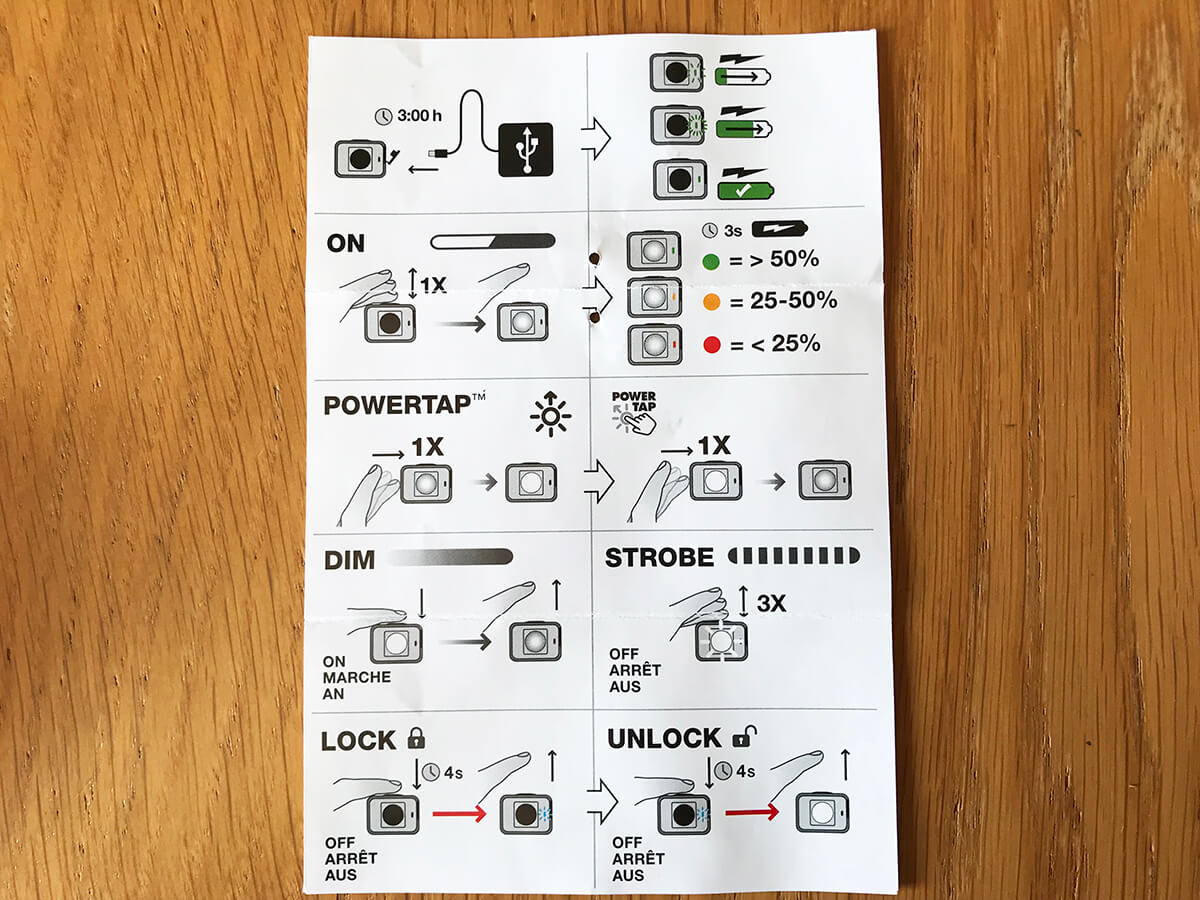 3:00 h
ON
1X
3s
= > 50%
= 25-50%
= < 25%
POWERTAP™
1X
POWER
TAP
1X
DIM
ON
MARCHE
AN
STROBE
3X
OFF
ARRÊT
AUS
LOCK
4s
OFF
ARRÊT
AUS
UNLOCK
4s
OFF
ARRÊT
AUS